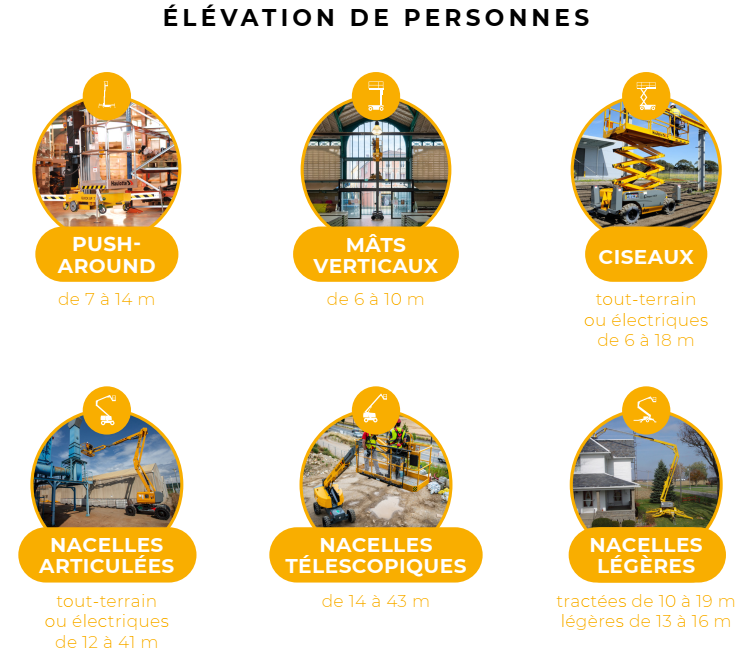 ÉLÉVATION DE PERSONNES
PUSH-
AROUND
de 7 à 14 m
MÂTS
VERTICAUX
de 6 à 10 m
CISEAUX
tout-terrain
ou électriques
de 6 à 18 m
NACELLES
ARTICULÉES
tout-terrain
ou électriques
de 12 à 41 m
NACELLES
TÉLESCOPIQUES
de 14 à 43 m
NACELLES
LÉGÈRES
tractées de 10 à 19 m
légères de 13 à 16 m